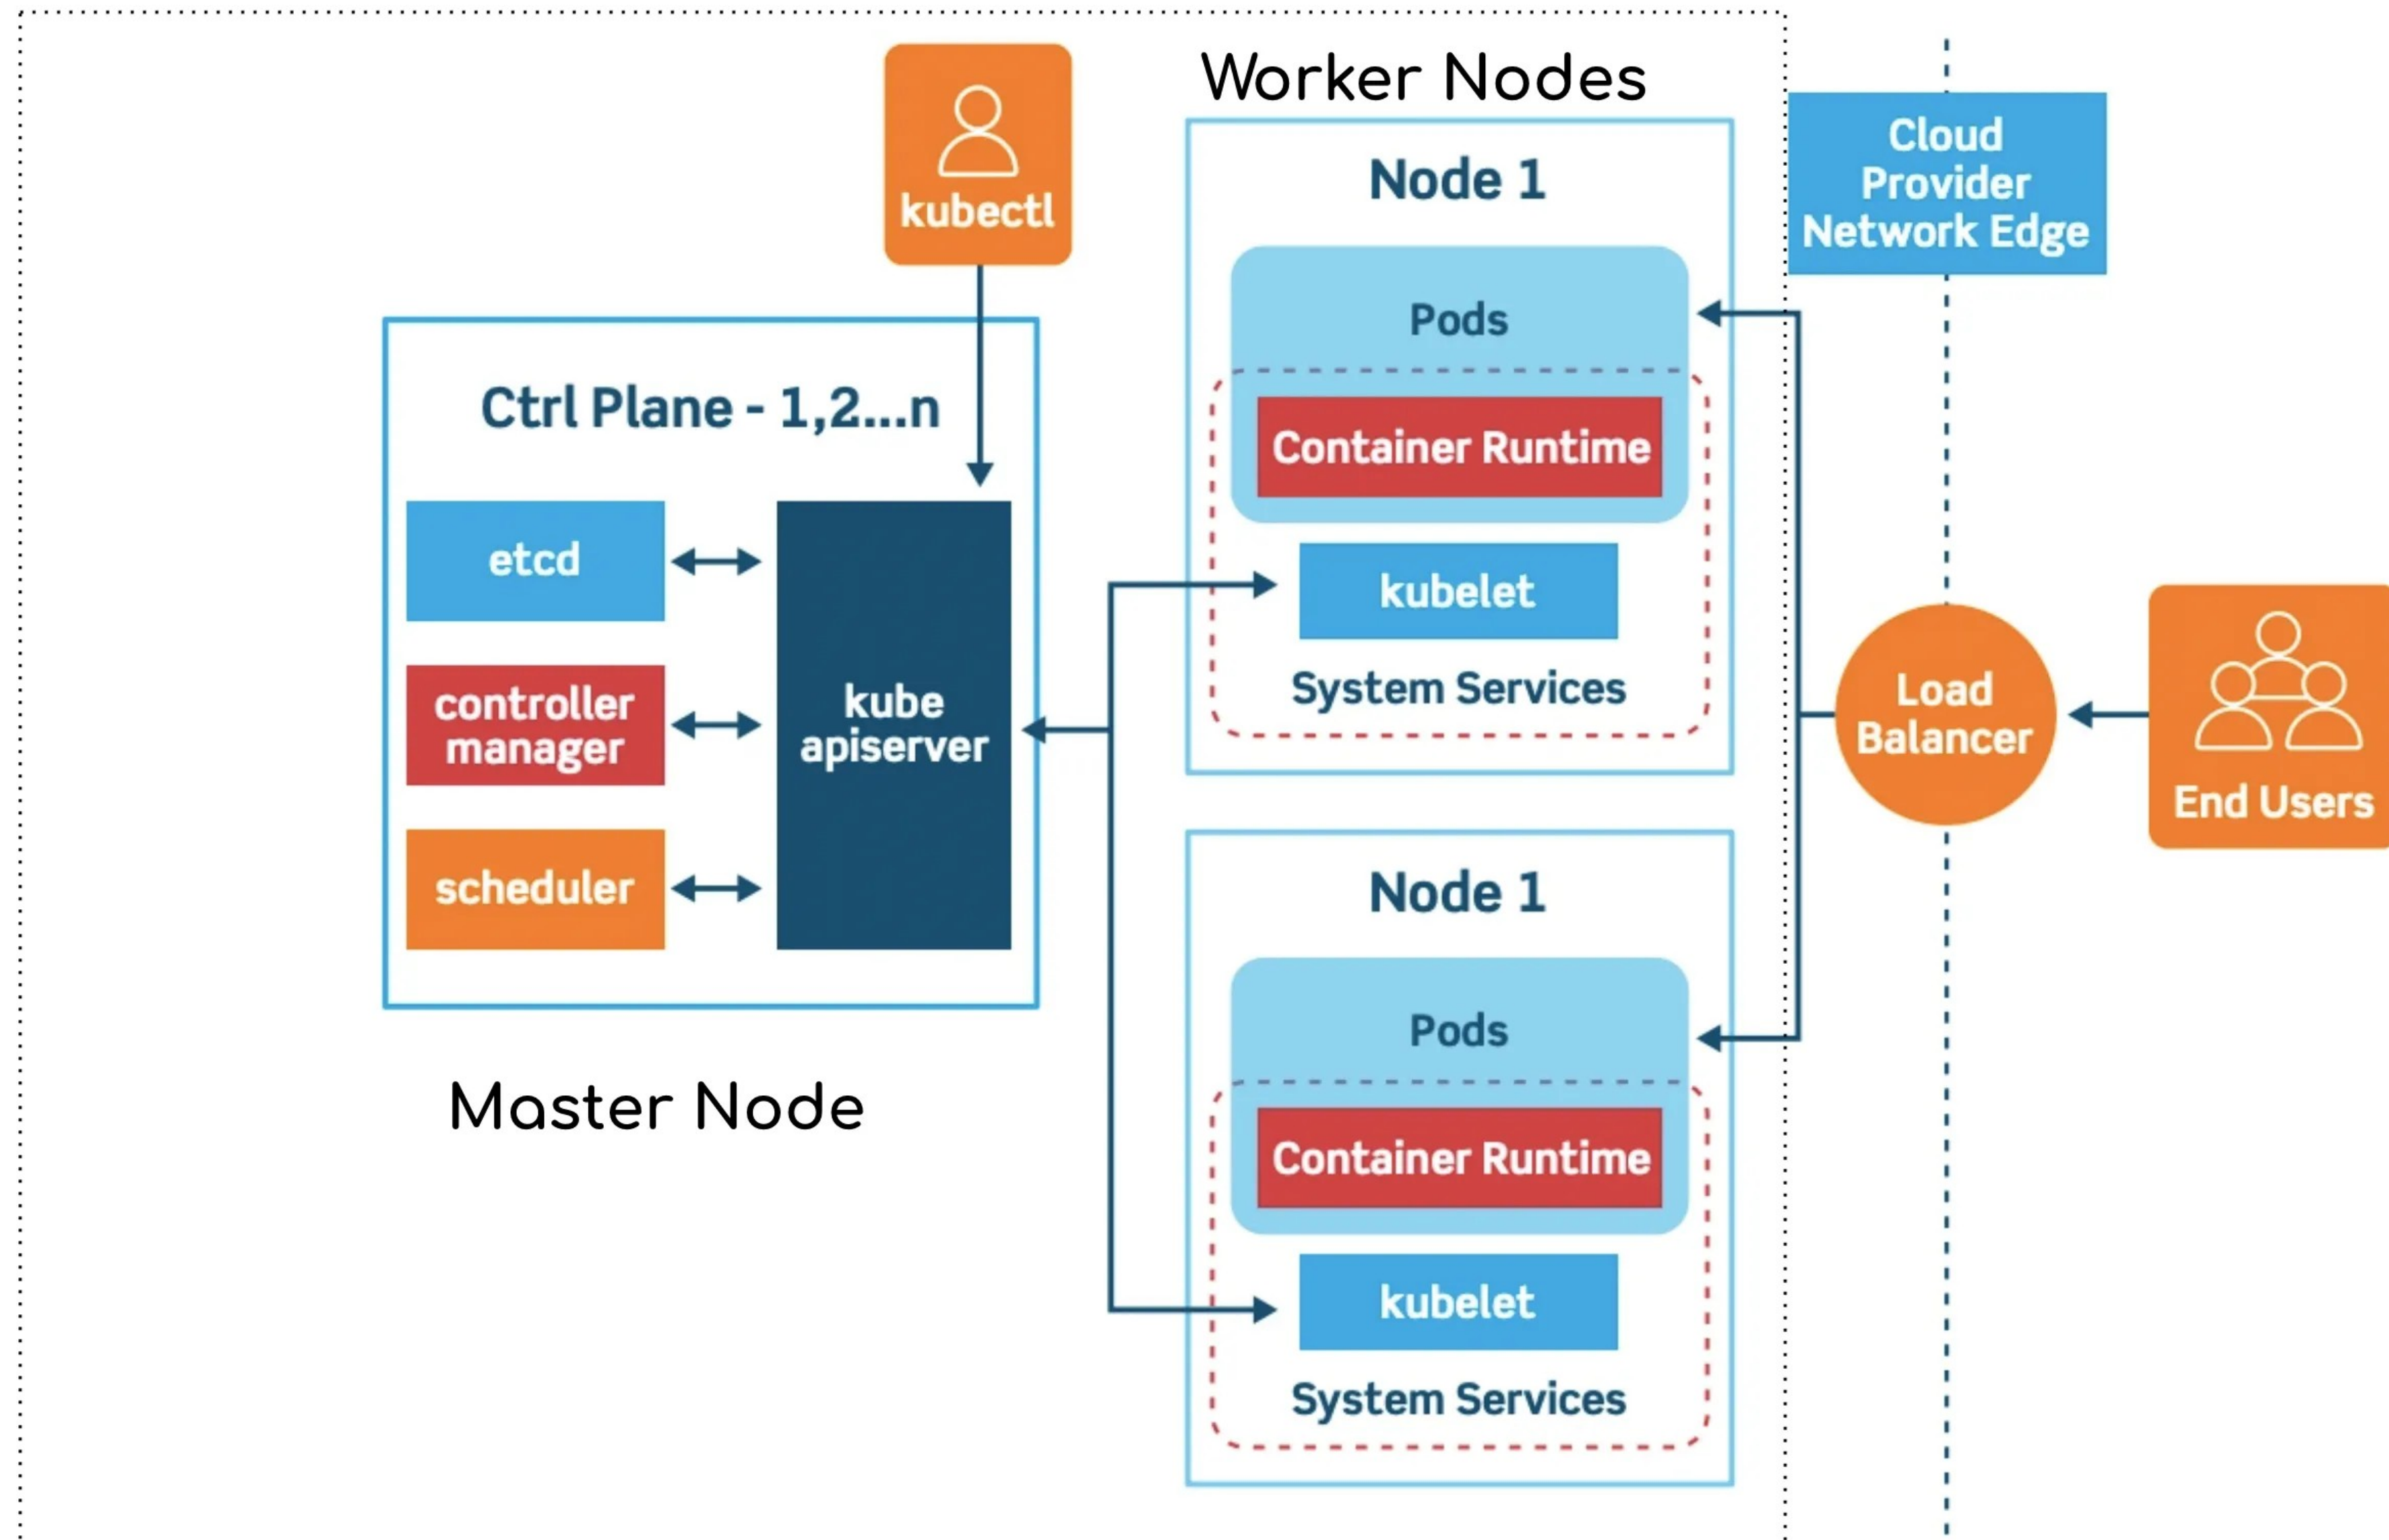 kubectl
Ctrl Plane - 1,2...n
etcd
controller
manager
scheduler
kube
apiserver
Master Node
Worker Nodes
Node 1
Pods
Container Runtime
kubelet
System Services
Node 1
Pods
Container Runtime
kubelet
System Services
Cloud
Provider
Network Edge
Load
Balancer
End Users